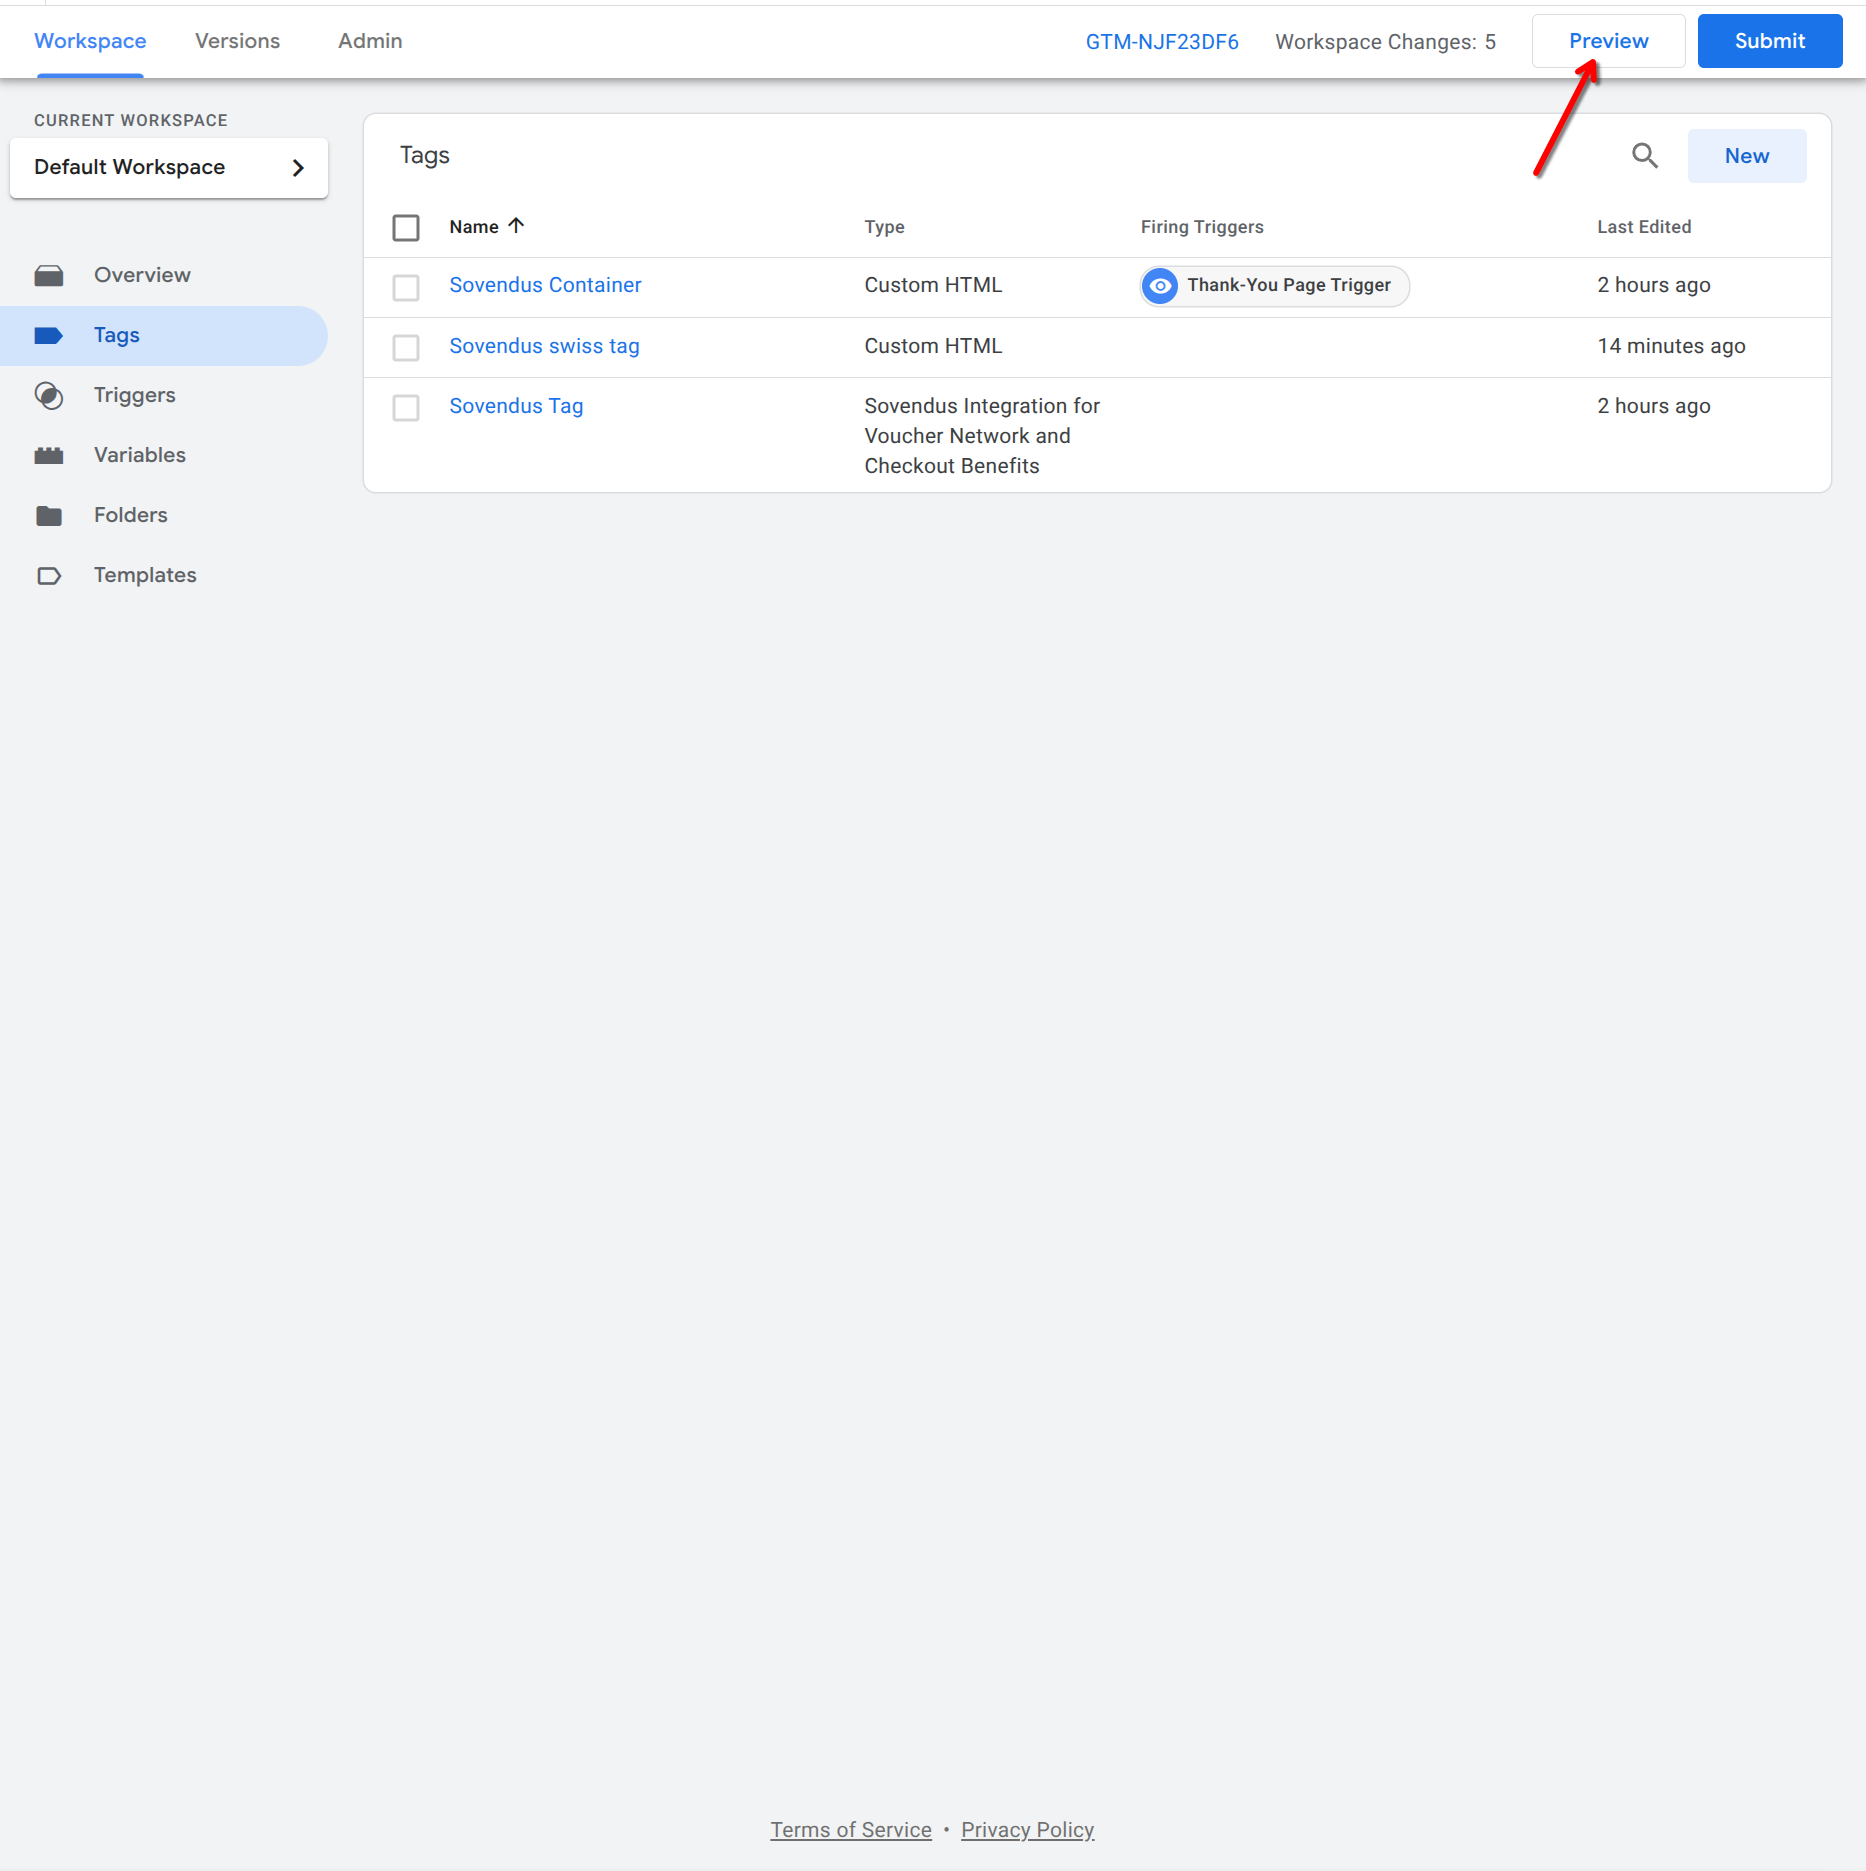 Workspace Versions Admin GTM-NJF23DF6 Workspace Changes: 5 Preview Submit
CURRENT WORKSPACE
Default Workspace
Overview
Tags
Triggers
Variables
Folders
Templates
Tags New
Name Type Firing Triggers Last Edited
Sovendus Container Custom HTML Thank-You Page Trigger 2 hours ago
Sovendus swiss tag Custom HTML 14 minutes ago
Sovendus Tag Sovendus Integration for 2 hours ago
Voucher Network and
Checkout Benefits
Terms of Service • Privacy Policy